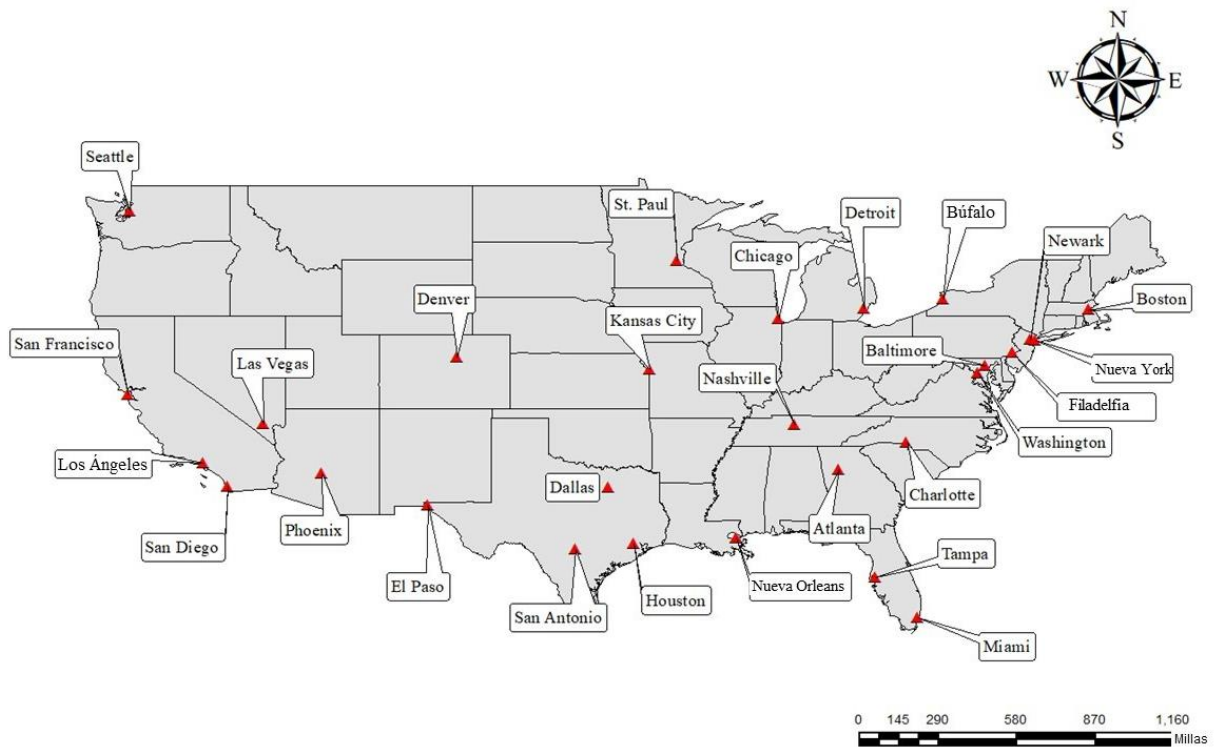 N
W E
S
Seattle
St. Paul
Detroit
Búfalo
Newark
Chicago
Denver
Boston
Kansas City
San Francisco
Las Vegas
Baltimore
Nueva York
Nashville
Filadelfia
Washington
Los Ángeles
Dallas
Charlotte
Phoenix
Atlanta
San Diego
Tampa
El Paso
Nueva Orleans
Houston
San Antonio
Miami
0 145 290 580 870 1,160
Millas